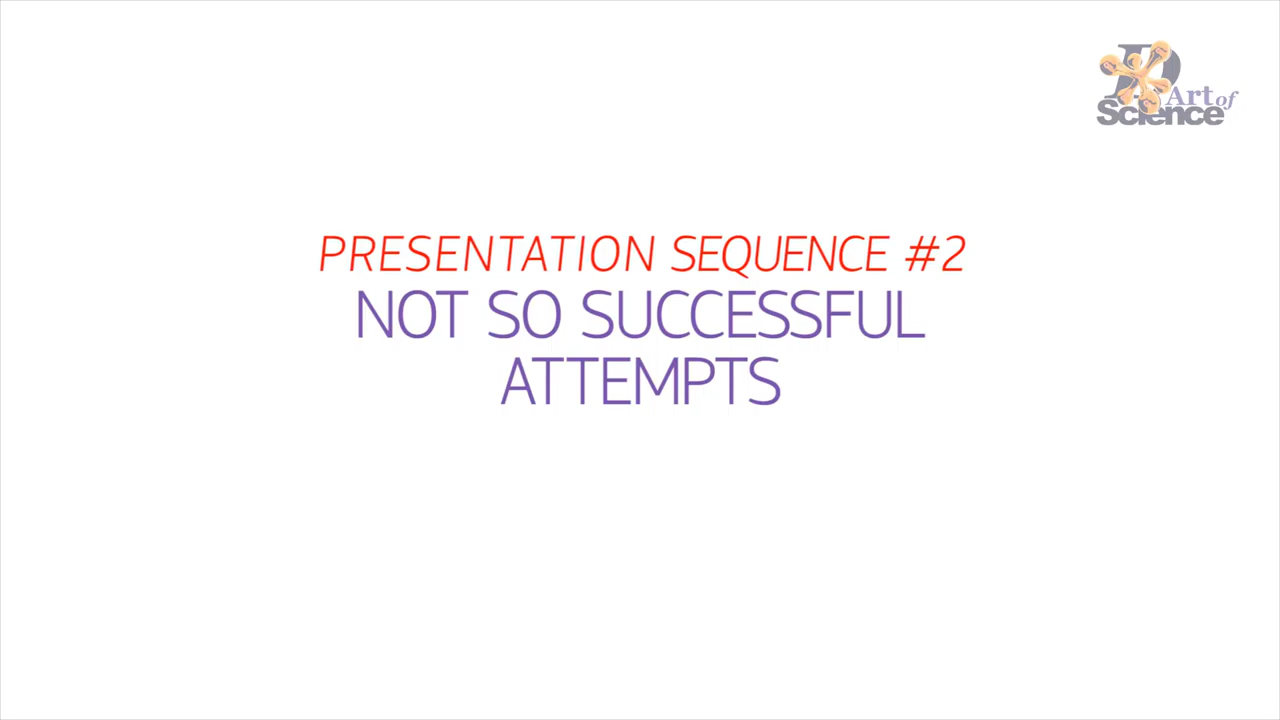 Art of
Science
PRESENTATION SEQUENCE #2
NOT SO SUCCESSFUL
ATTEMPTS